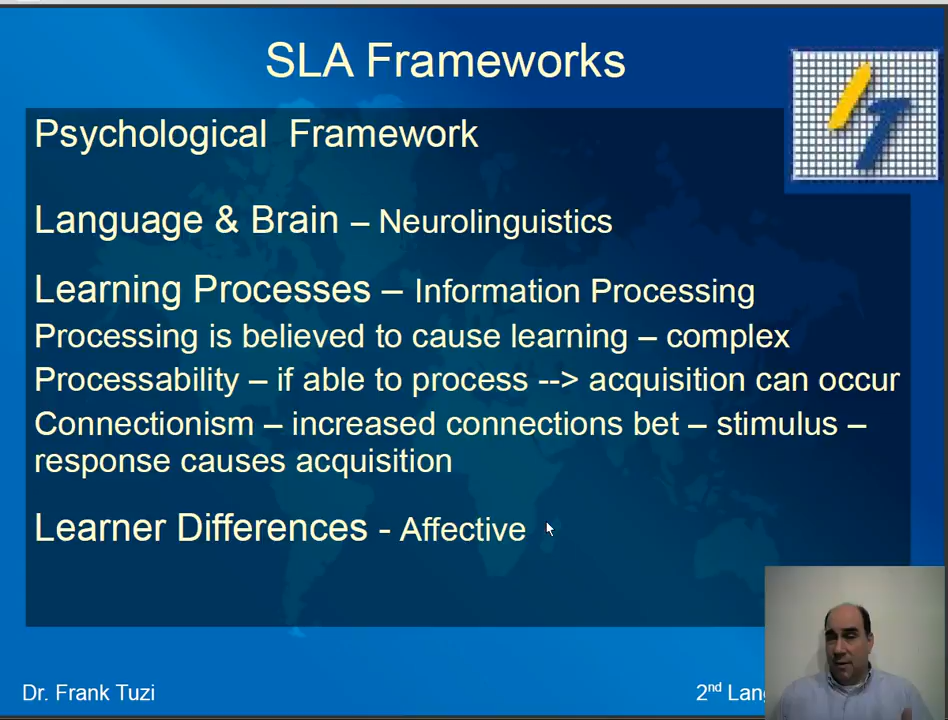 SLA Frameworks
Psychological Framework
Language & Brain – Neurolinguistics
Learning Processes – Information Processing
Processing is believed to cause learning – complex
Processability – if able to process --> acquisition can occur
Connectionism – increased connections bet – stimulus –
response causes acquisition
Learner Differences - Affective
Dr. Frank Tuzi
2nd Lang